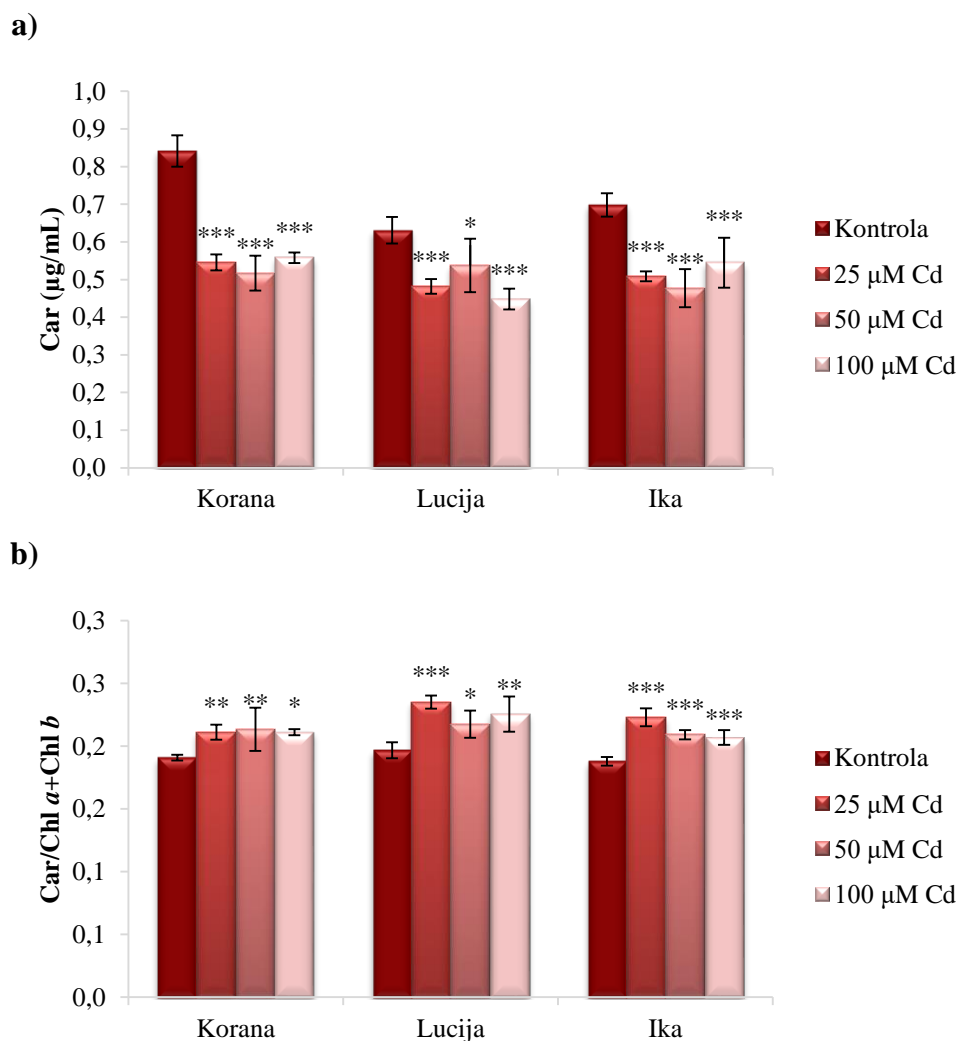 a)
Car (µg/mL)
1,0
0,9
0,8
0,7
0,6
0,5
0,4
0,3
0,2
0,1
0,0
*** *** ***
*** * ***
*** *** ***
Korana Lucija Ika
Kontrola
25 µM Cd
50 µM Cd
100 µM Cd
b)
Car/Chl a+Chl b
0,3
0,3
0,2
0,2
0,1
0,1
0,0
** ** *
*** * **
*** *** ***
Korana Lucija Ika
Kontrola
25 µM Cd
50 µM Cd
100 µM Cd